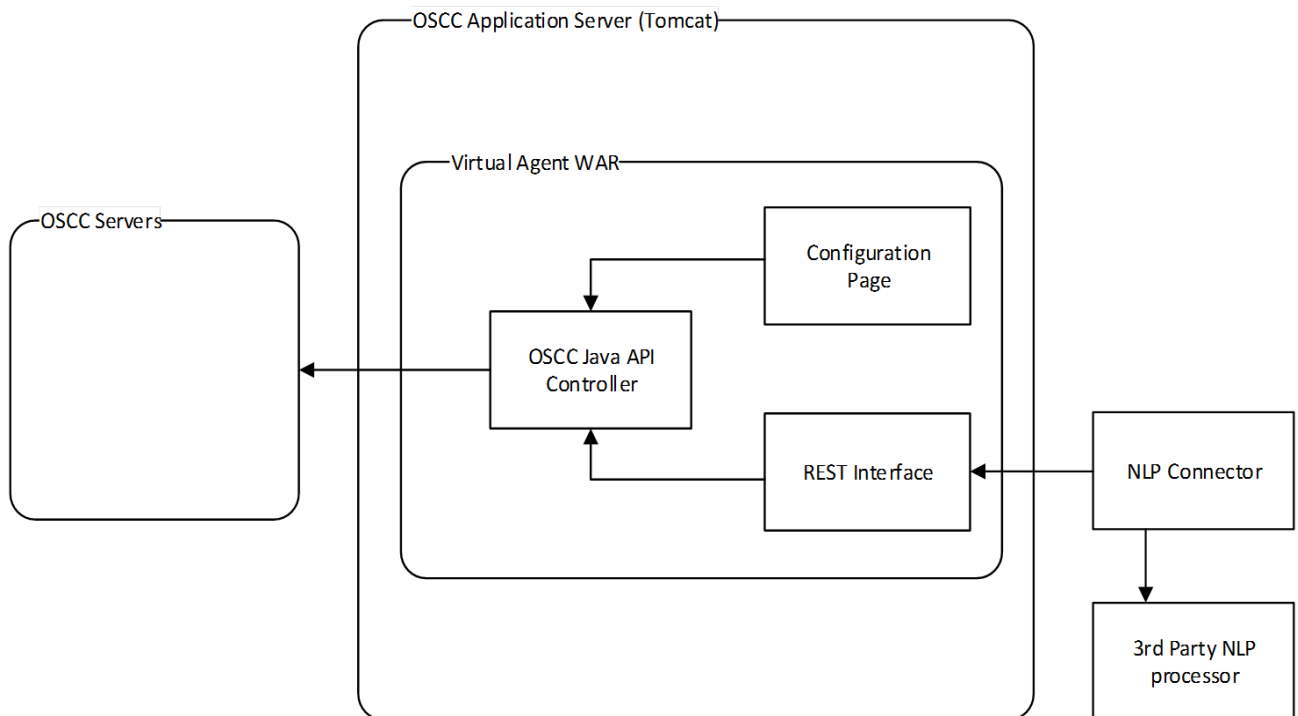 OSCC Application Server (Tomcat)
Virtual Agent WAR
OSCC Servers
Configuration
Page
OSCC Java API
Controller
REST Interface
NLP Connector
3rd Party NLP
processor